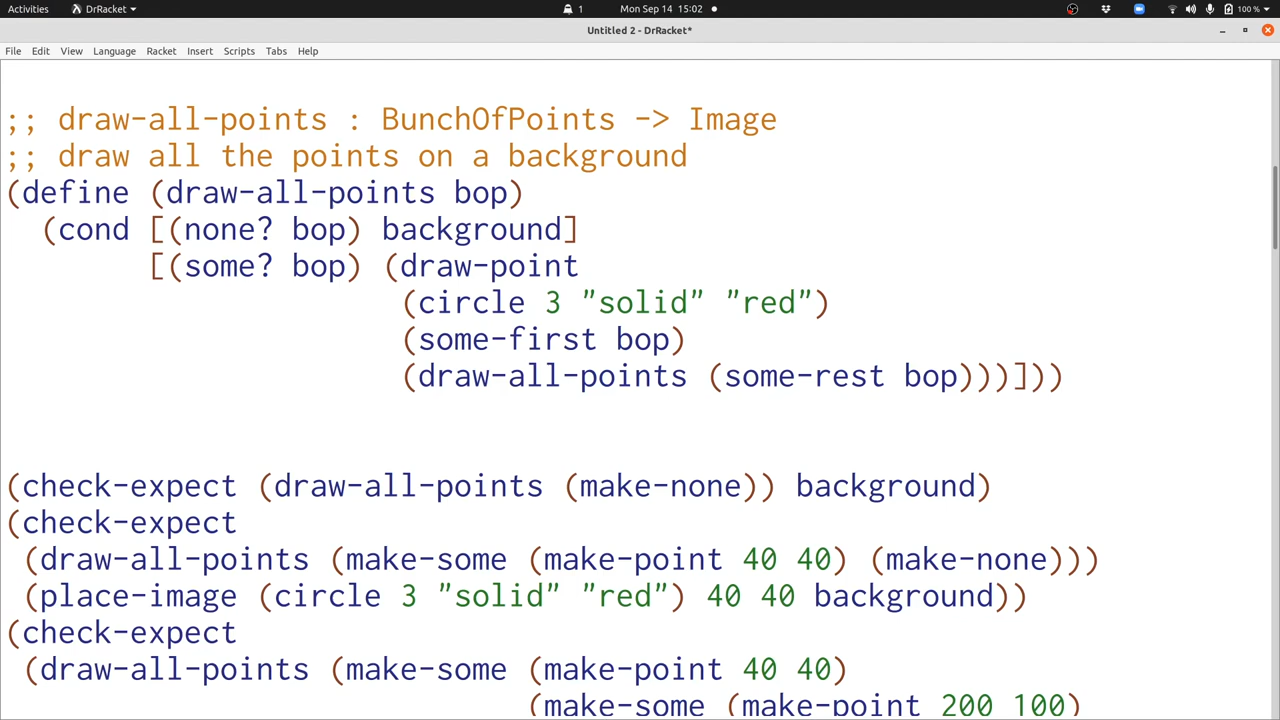 Activities DrRacket 1 Mon Sep 14 15:02 100 %
Untitled 2 - DrRacket*
File Edit View Language Racket Insert Scripts Tabs Help
;; draw-all-points : BunchOfPoints -> Image
;; draw all the points on a background
(define (draw-all-points bop)
(cond [(none? bop) background]
[(some? bop) (draw-point
(circle 3 "solid" "red")
(some-first bop)
(draw-all-points (some-rest bop)))]))
(check-expect (draw-all-points (make-none)) background)
(check-expect
(draw-all-points (make-some (make-point 40 40) (make-none)))
(place-image (circle 3 "solid" "red") 40 40 background))
(check-expect
(draw-all-points (make-some (make-point 40 40)
(make-some (make-point 200 100)